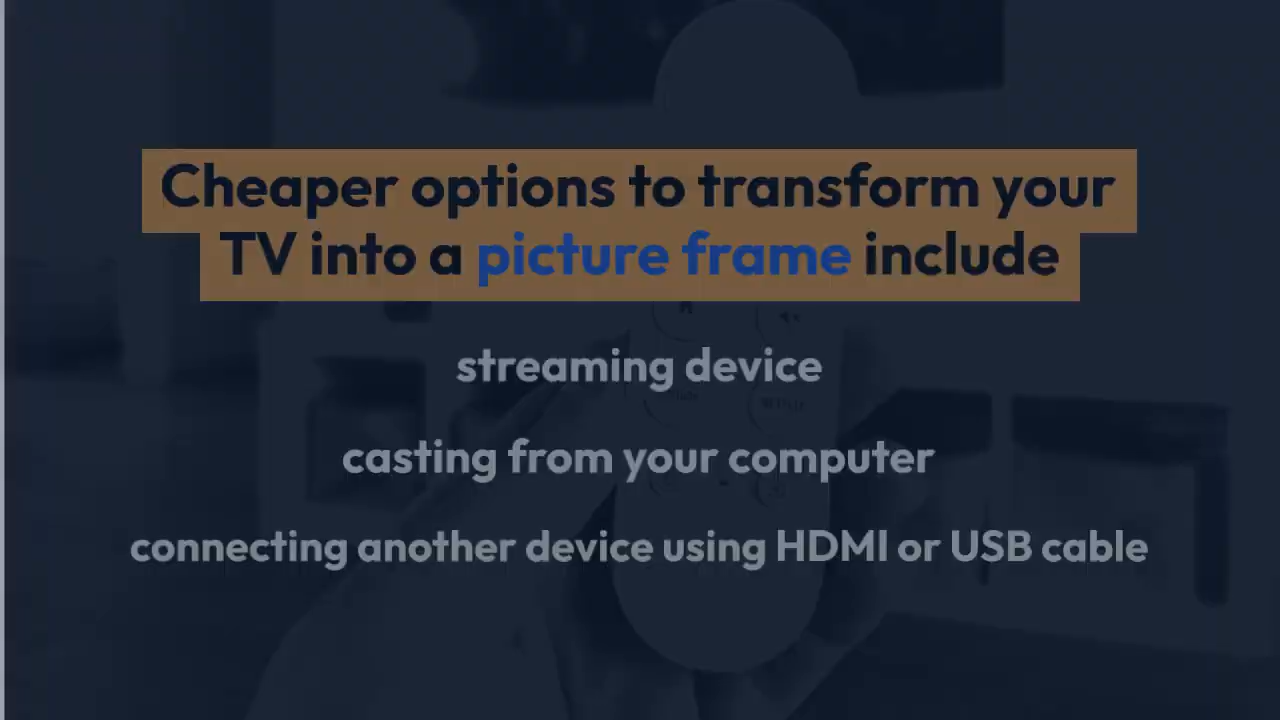 Cheaper options to transform your
TV into a picture frame include
streaming device
casting from your computer
connecting another device using HDMI or USB cable